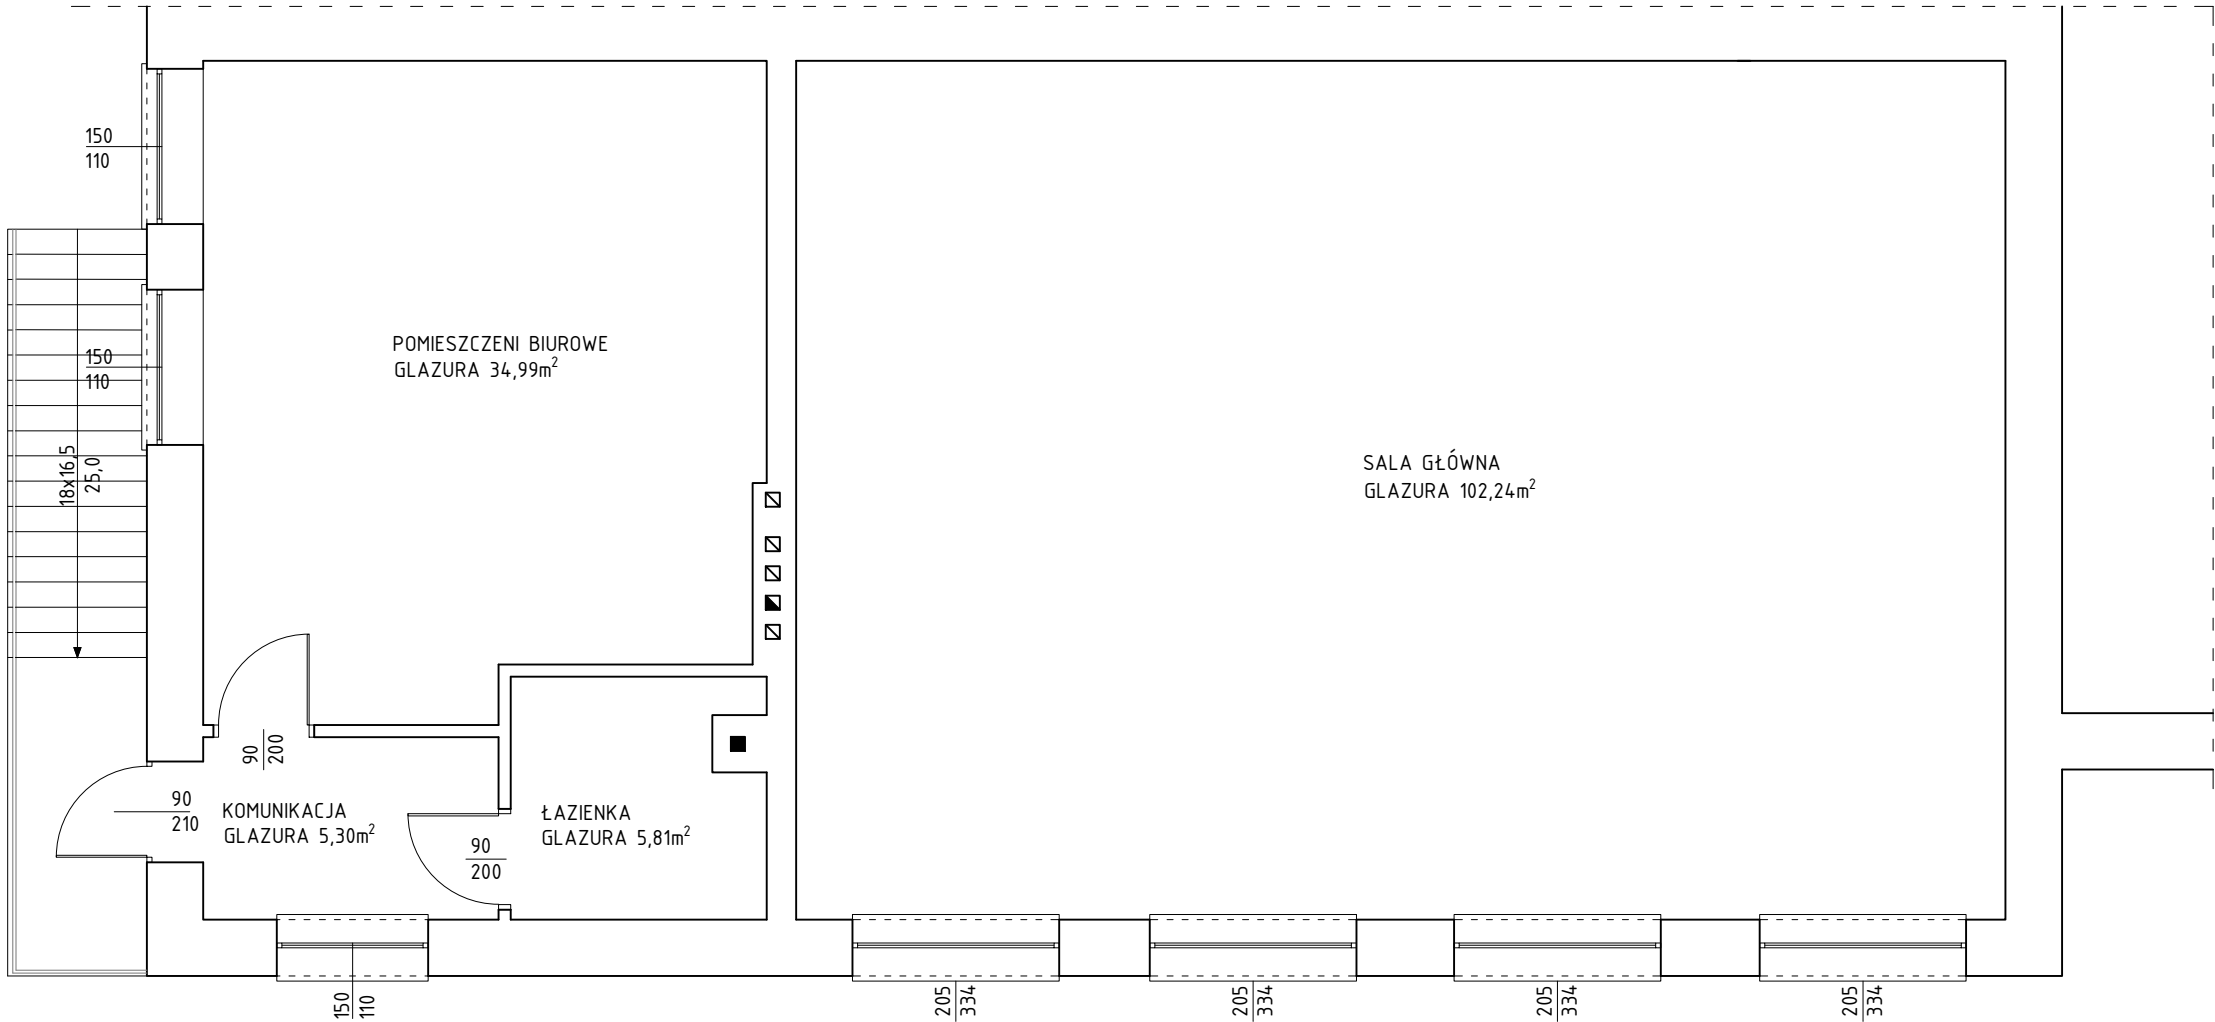 150
110
150
110
18x16,5
25,0
POMIESZCZENI BIUROWE
GLAZURA 34,99m²
SALA GŁÓWNA
GLAZURA 102,24m²
90
200
90
210
KOMUNIKACJA
GLAZURA 5,30m²
90
200
ŁAZIENKA
GLAZURA 5,81m²
150
110
205
334
205
334
205
334
205
334